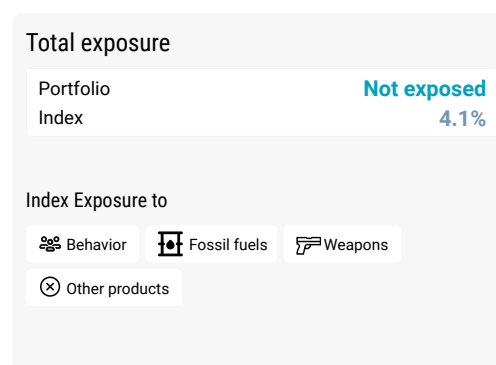 Total exposure
Portfolio Not exposed
Index 4.1%
Index Exposure to
Behavior Fossil fuels Weapons
Other products